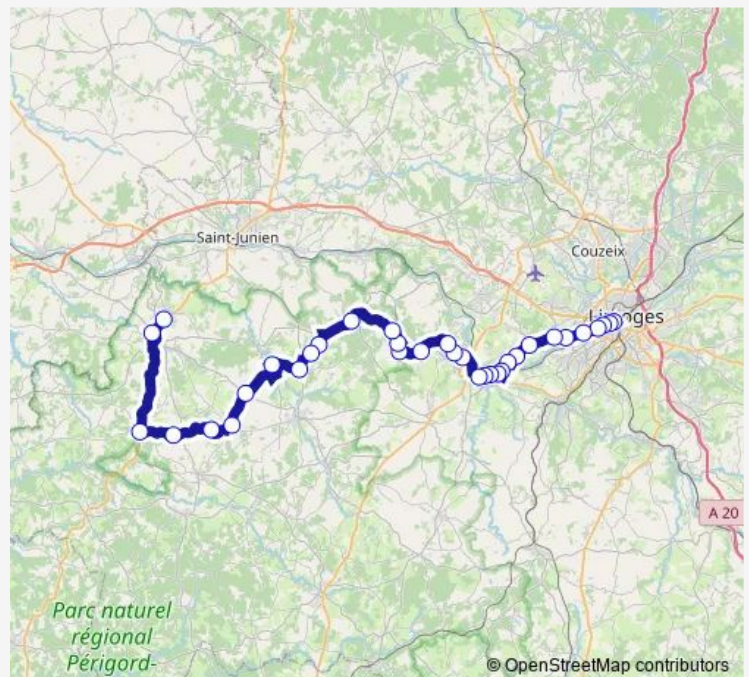 Saint-Junien
Couzeix
Limoges
A 20
Parc naturel
régional
Périgord-
© OpenStreetMap contributors